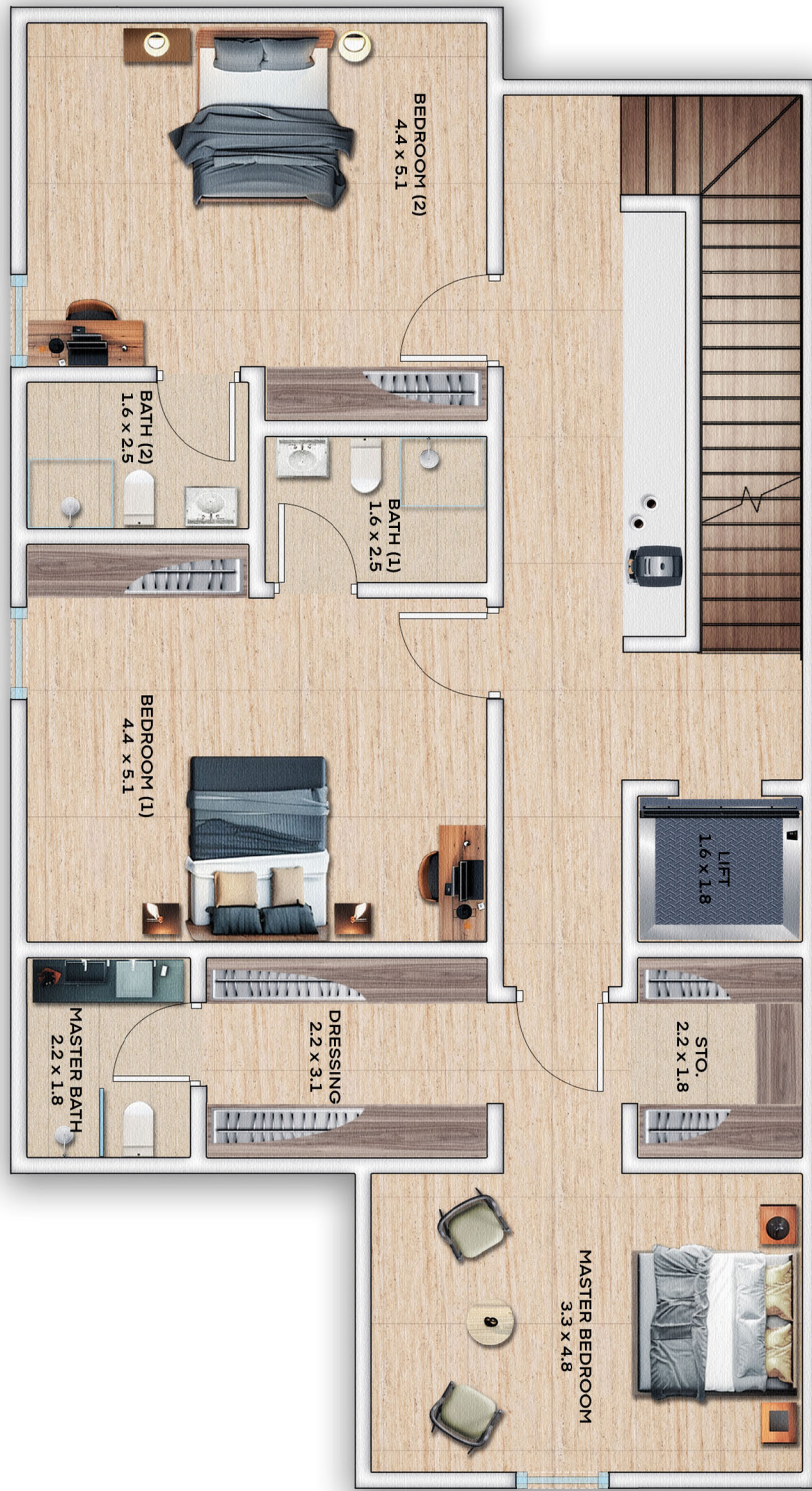 BEDROOM (2)
4.4 x 5.1
BATH (2)
1.6 x 2.5
BATH (1)
1.6 x 2.5
BEDROOM (1)
4.4 x 5.1
LIFT
1.6 x 1.8
MASTER BATH
2.2 x 1.8
DRESSING
2.2 x 3.1
STO.
2.2 x 1.8
MASTER BEDROOM
3.3 x 4.8